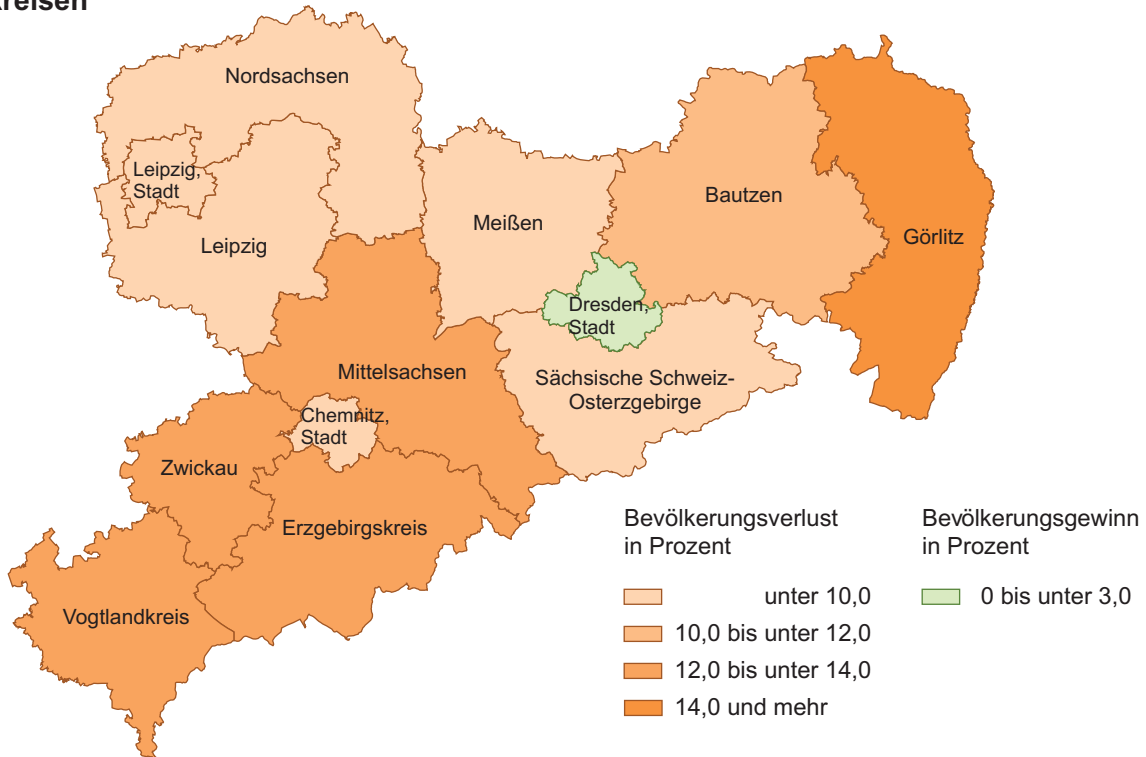 Nordsachsen
Leipzig,
Stadt
Leipzig
Meißen
Bautzen
Görlitz
Dresden,
Stadt
Mittelsachsen
Sächsische Schweiz-
Osterzgebirge
Chemnitz,
Stadt
Zwickau
Erzgebirgskreis
Vogtlandkreis
Bevölkerungsverlust
in Prozent
unter 10,0
10,0 bis unter 12,0
12,0 bis unter 14,0
14,0 und mehr
Bevölkerungsgewinn
in Prozent
0 bis unter 3,0